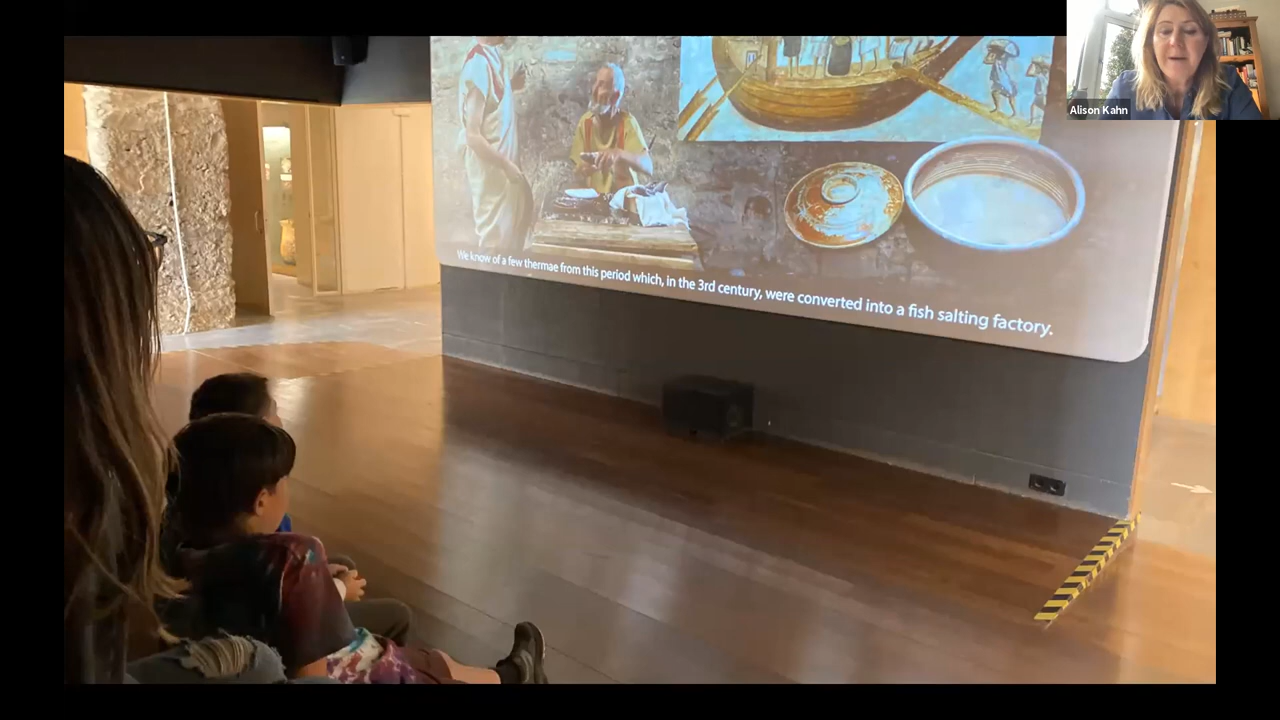 Alison Kahn
We know of a few thermae from this period which, in the 3rd century, were converted into a fish salting factory.